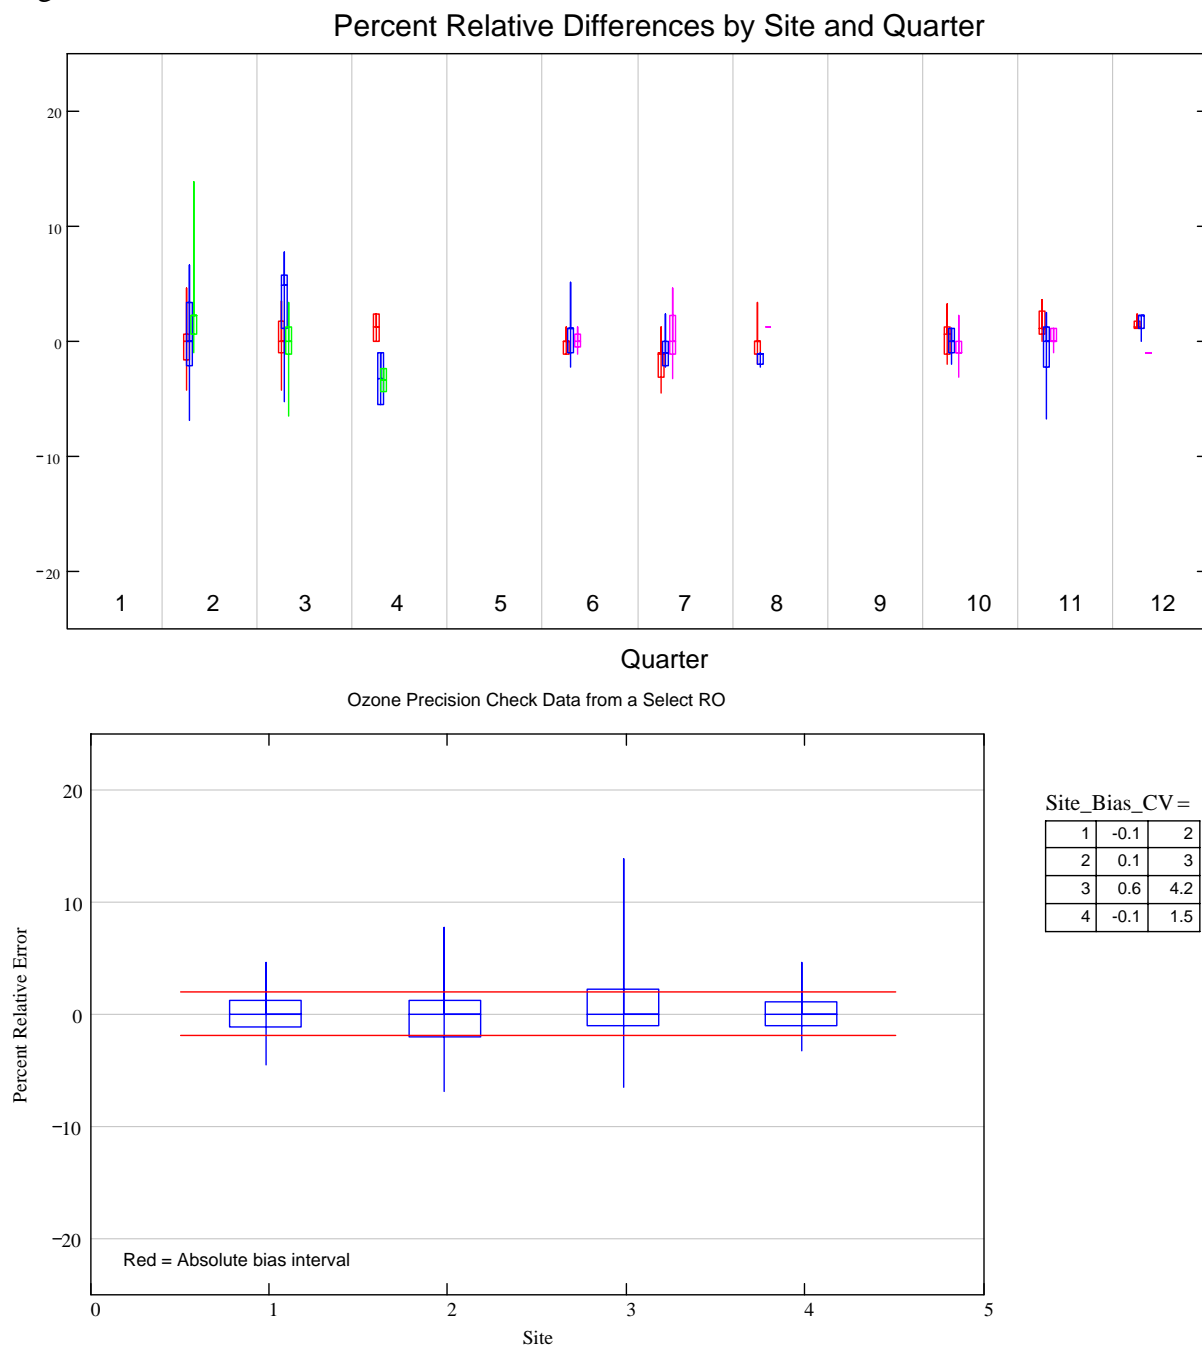 Percent Relative Differences by Site and Quarter
20
10
0
−10
−20
1 2 3 4 5 6 7 8 9 10 11 12
Quarter
Ozone Precision Check Data from a Select RO
Percent Relative Error
20
10
0
−10
−20
Red = Absolute bias interval
0 1 2 3 4 5
Site
Site_Bias_CV =
1 -0.1 2
2 0.1 3
3 0.6 4.2
4 -0.1 1.5